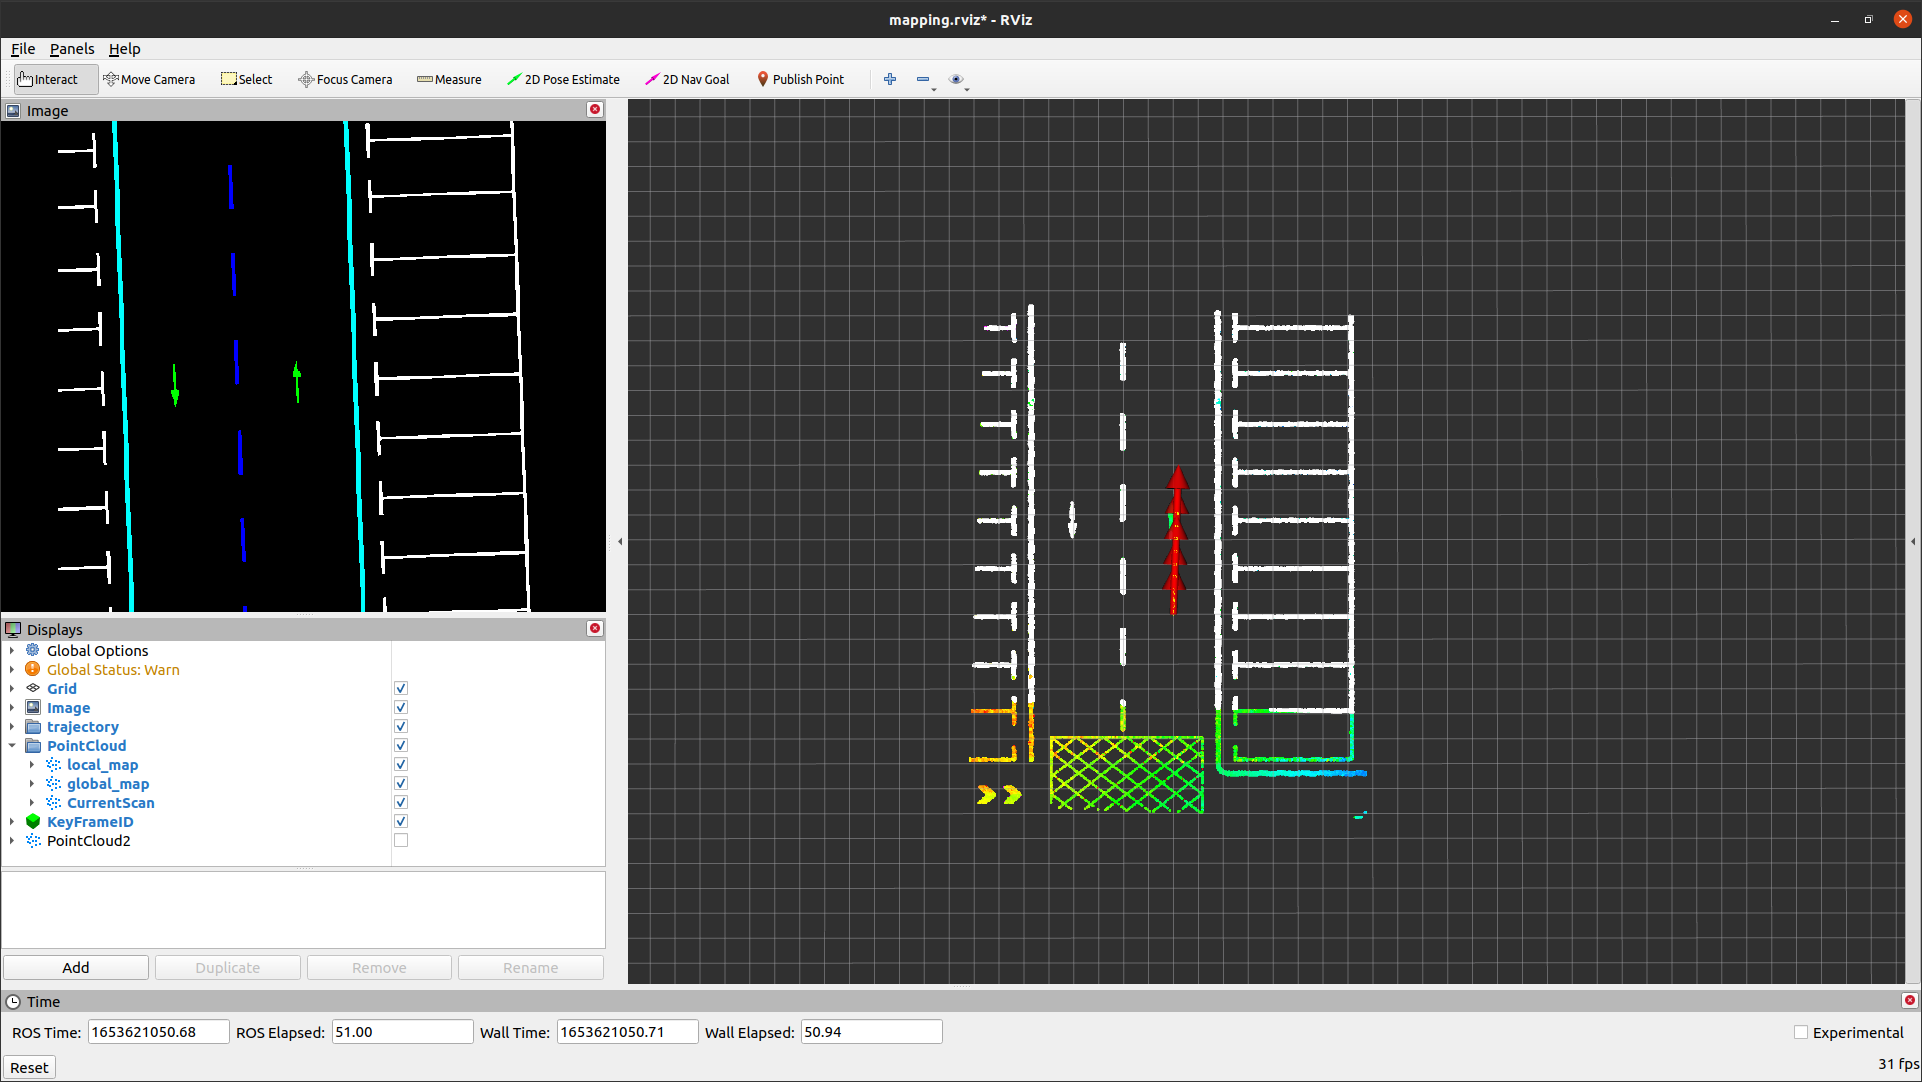 mapping.rviz* - RViz
File Panels Help
Interact Move Camera Select Focus Camera Measure 2D Pose Estimate 2D Nav Goal Publish Point
Image
Displays
Global Options
Global Status: Warn
Grid
Image
trajectory
PointCloud
local_map
global_map
CurrentScan
KeyFrameID
PointCloud2
Add Duplicate Remove Rename
Time
ROS Time: 1653621050.68 ROS Elapsed: 51.00 Wall Time: 1653621050.71 Wall Elapsed: 50.94 Experimental
Reset 31 fps